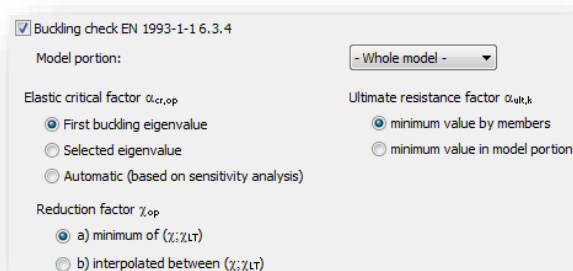 Buckling check EN 1993-1-1 6.3.4
Model portion:
- Whole model -
Elastic critical factor αcr,op
Ultimate resistance factor αult,k
First buckling eigenvalue
minimum value by members
Selected eigenvalue
minimum value in model portion
Automatic (based on sensitivity analysis)
Reduction factor χop
a) minimum of (χ;χLT)
b) interpolated between (χ;χLT)